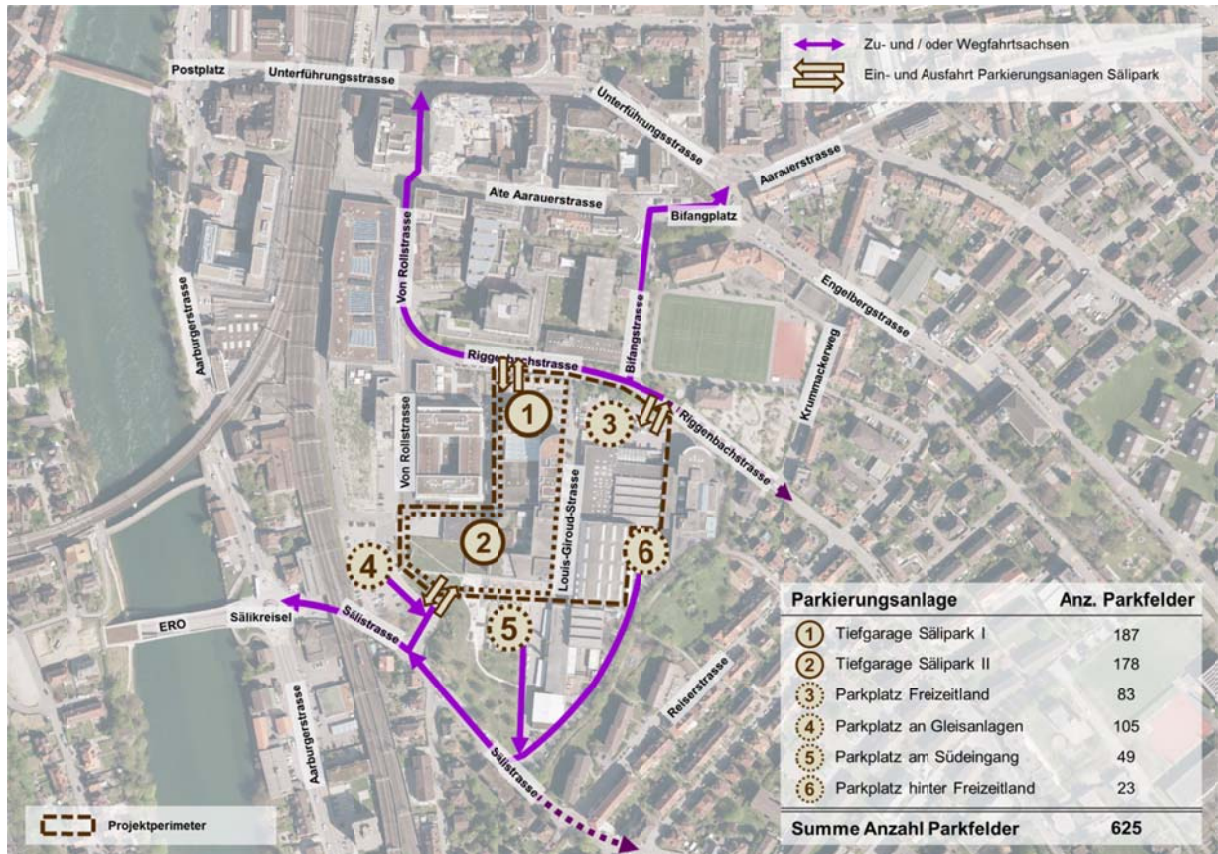 Zu- und / oder Wegfahrtsachsen
Ein- und Ausfahrt Parkierungsanlagen Sälipark
Postplatz
Unterführungsstrasse
Unterführungsstrasse
Aarauerstrasse
Ate Aarauerstrasse
Bifangplatz
Von Rollstrasse
Aarburgerstrasse
Engelbergstrasse
Bifangstrasse
Krummackerweg
Riggenbachstrasse
1
3
Riggenbachstrasse
Von Rollstrasse
Louis-Giroud-Strasse
2
6
4
5
ERO
Sälikreisel
Sälistrasse
Reiserstrasse
Aarburgerstrasse
Sälistrasse
Parkierungsanlage Anz. Parkfelder
1 Tiefgarage Sälipark I 187
2 Tiefgarage Sälipark II 178
3 Parkplatz Freizeitland 83
4 Parkplatz an Gleisanlagen 105
5 Parkplatz am Südeingang 49
6 Parkplatz hinter Freizeitland 23
Summe Anzahl Parkfelder 625
Projektperimeter